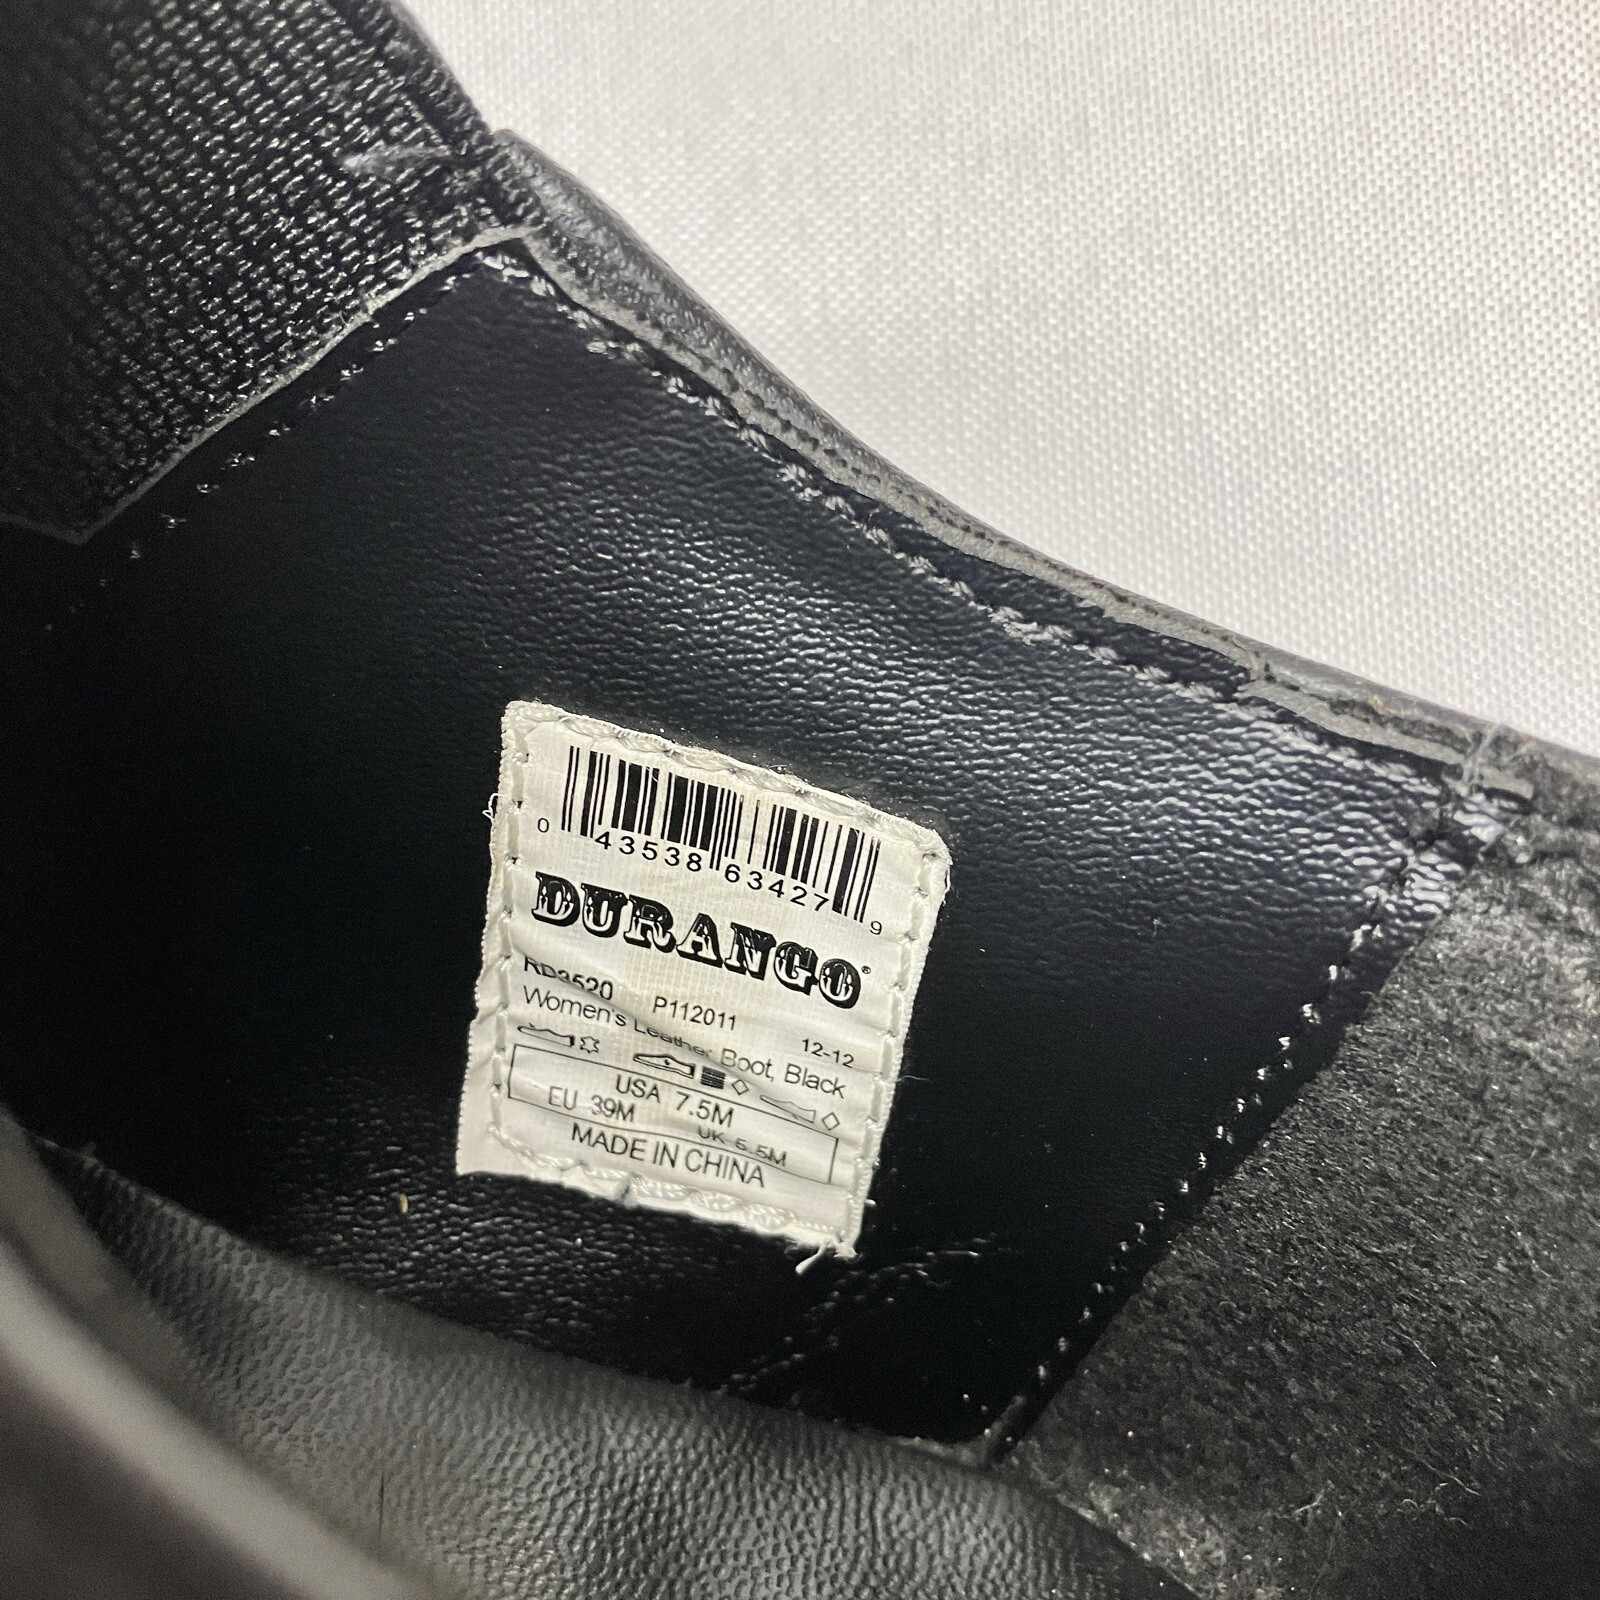 0 43538 63427 9
DURANGO®
RD3520 P112011 12-12
Women's Leather Boot, Black
USA 7.5M
EU 39M UK 5.5M
MADE IN CHINA